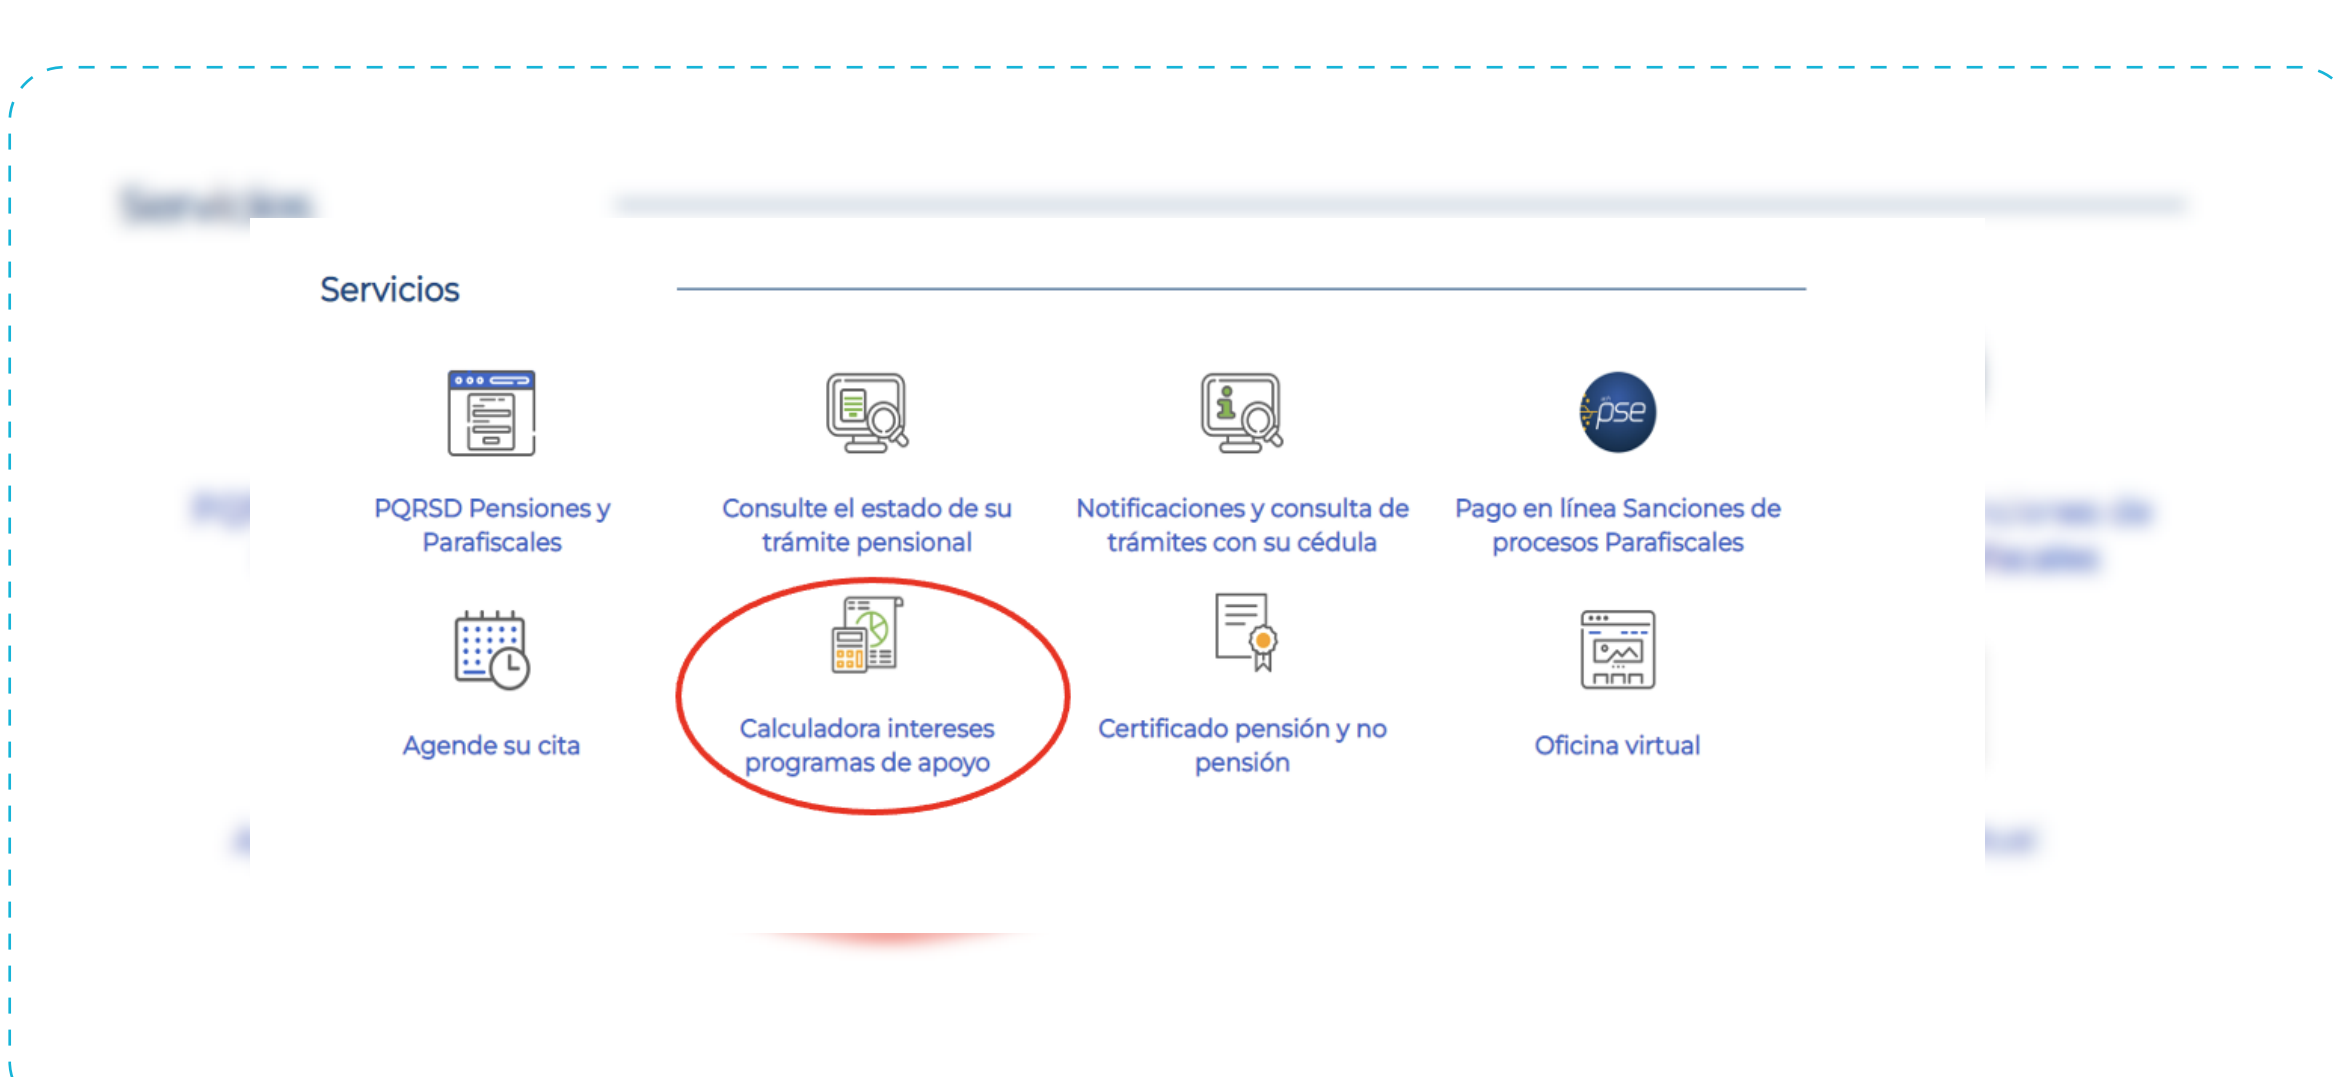 Servicios
Servicios
en
pse
PQRSD Pensiones y
Parafiscales
Consulte el estado de su
trámite pensional
Notificaciones y consulta de
trámites con su cédula
Pago en línea Sanciones de
procesos Parafiscales
Agende su cita
Calculadora intereses
programas de apoyo
Certificado pensión y no
pensión
Oficina virtual